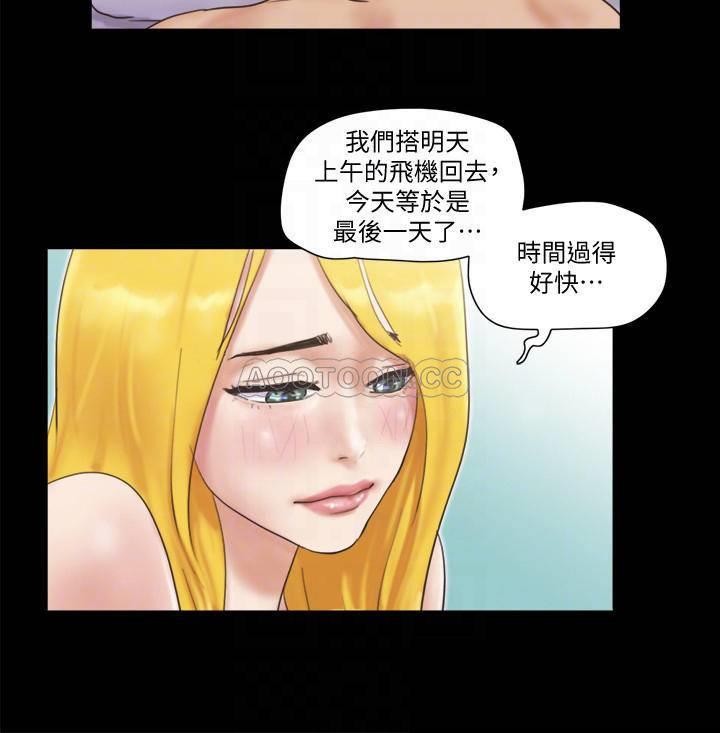 我們搭明天
上午的飛機回去，
今天等於是
最後一天了…
時間過得
好快…
AOOTOON.CC